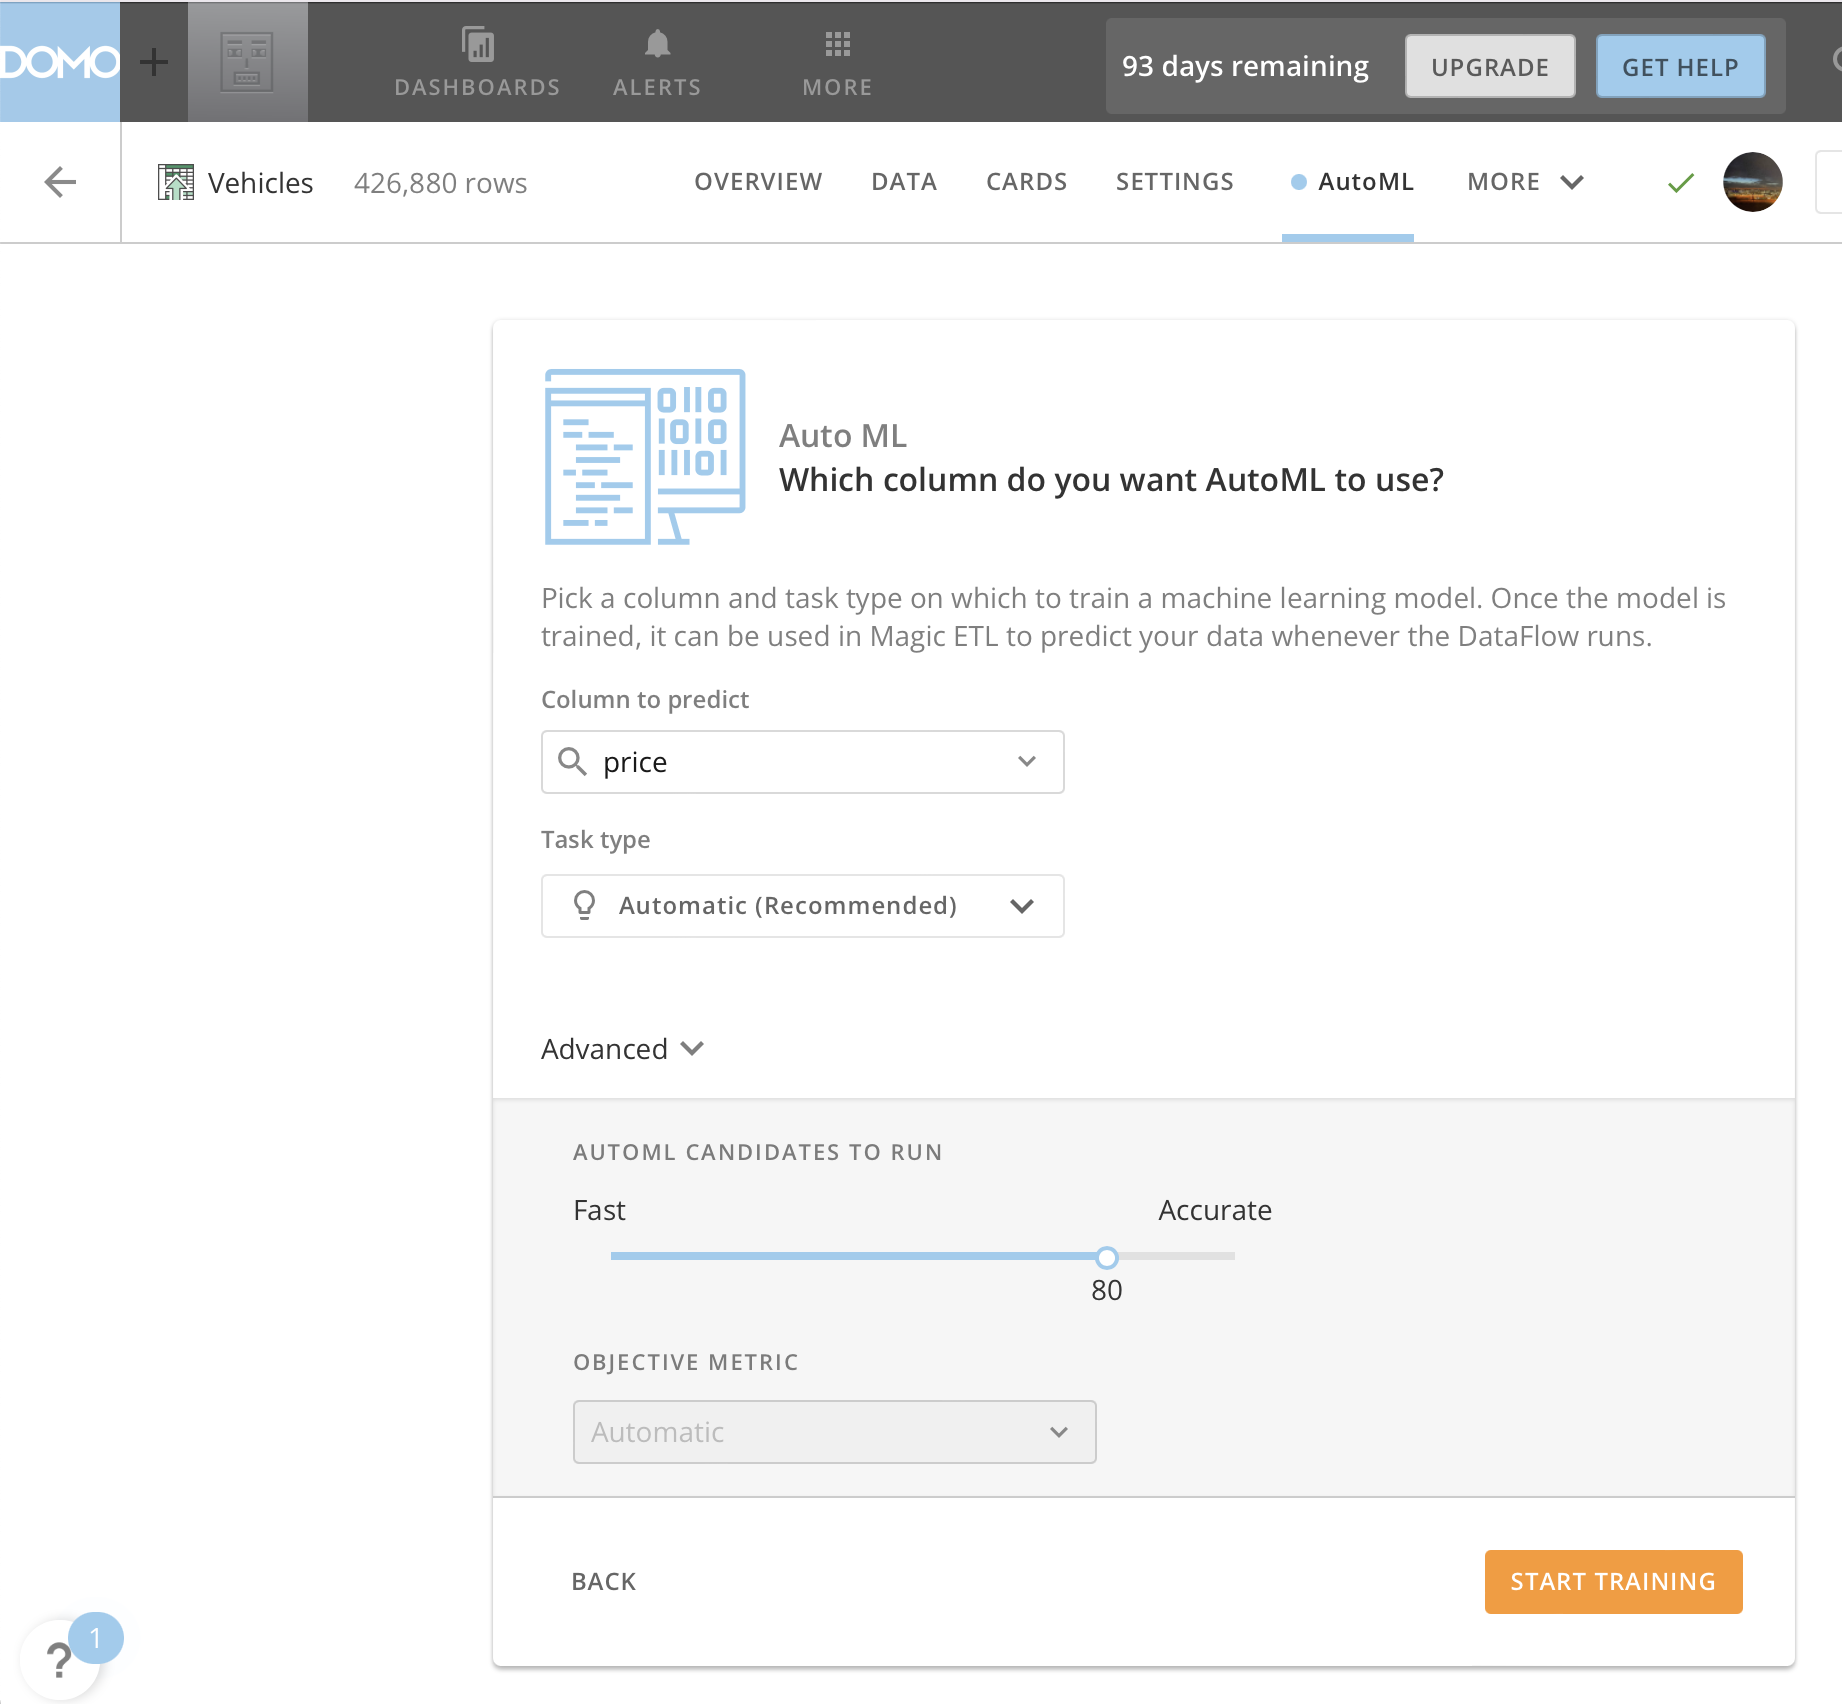 DOMO
DASHBOARDS
ALERTS
MORE
93 days remaining
UPGRADE
GET HELP
Vehicles
426,880 rows
OVERVIEW
DATA
CARDS
SETTINGS
AutoML
MORE
0110
1010
11101
Auto ML
Which column do you want AutoML to use?
Pick a column and task type on which to train a machine learning model. Once the model is
trained, it can be used in Magic ETL to predict your data whenever the DataFlow runs.
Column to predict
price
Task type
Automatic (Recommended)
Advanced
AUTOML CANDIDATES TO RUN
Fast
Accurate
80
OBJECTIVE METRIC
Automatic
BACK
START TRAINING
?
1